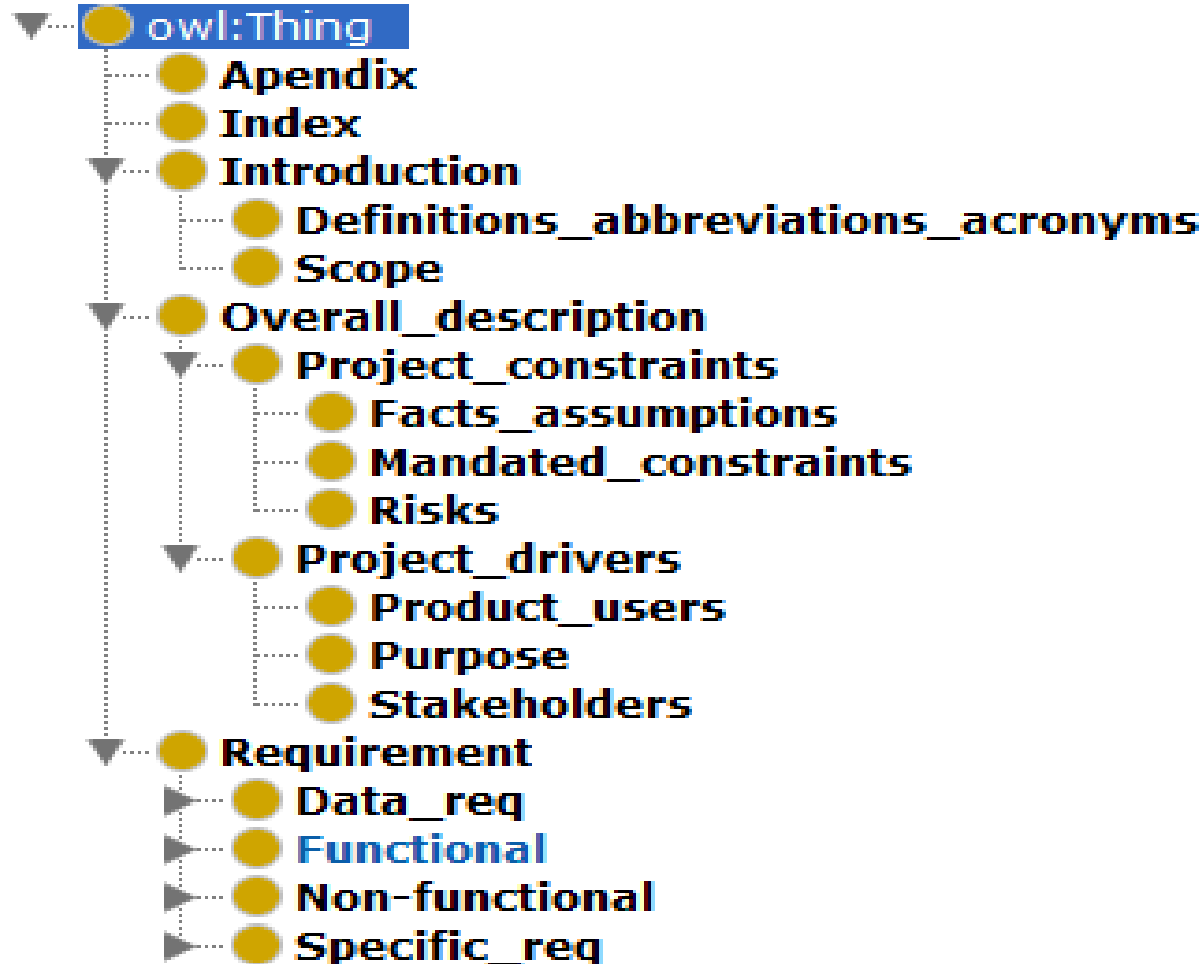 owl:Thing
Apendix
Index
Introduction
Definitions_abbreviations_acronyms
Scope
Overall_description
Project_constraints
Facts_assumptions
Mandated_constraints
Risks
Project_drivers
Product_users
Purpose
Stakeholders
Requirement
Data_req
Functional
Non-functional
Specific_req